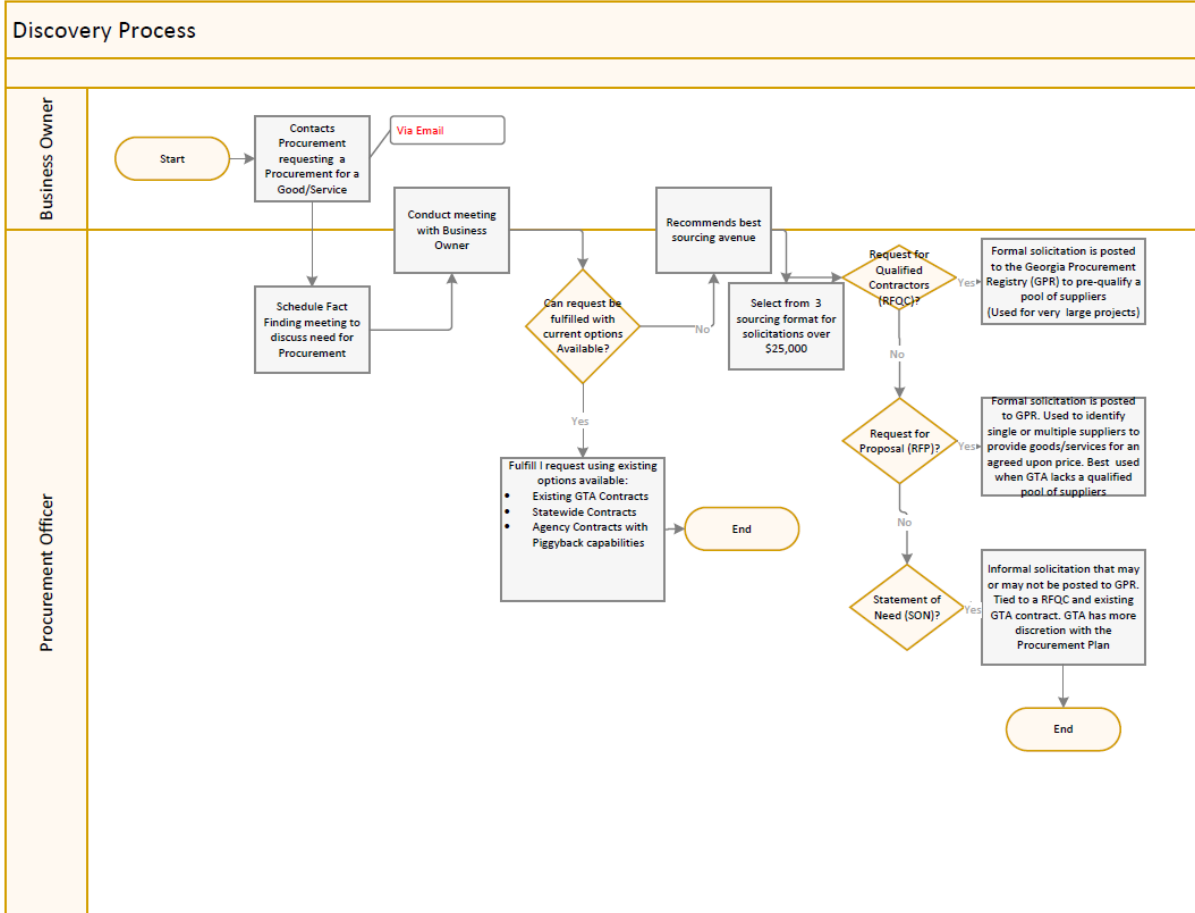 Discovery Process
Business Owner
Start
Contacts
Procurement
requesting a
Procurement for a
Good/Service
Via Email
Conduct meeting
with Business
Owner
Recommends best
sourcing avenue
Procurement Officer
Schedule Fact
Finding meeting to
discuss need for
Procurement
Can request be
fulfilled with
current options
Available?
No
Yes
Fulfill I request using existing
options available:
• Existing GTA Contracts
• Statewide Contracts
• Agency Contracts with
Piggyback capabilities
End
Select from 3
sourcing format for
solicitations over
$25,000
Request for
Qualified
Contractors
(RFQC)?
Yes
Formal solicitation is posted
to the Georgia Procurement
Registry (GPR) to pre-qualify a
pool of suppliers
(Used for very large projects)
No
Request for
Proposal (RFP)?
Yes
Formal solicitation is posted
to GPR. Used to identify
single or multiple suppliers to
provide goods/services for an
agreed upon price. Best used
when GTA lacks a qualified
pool of suppliers
No
Statement of
Need (SON)?
Yes
Informal solicitation that may
or may not be posted to GPR.
Tied to a RFQC and existing
GTA contract. GTA has more
discretion with the
Procurement Plan
End